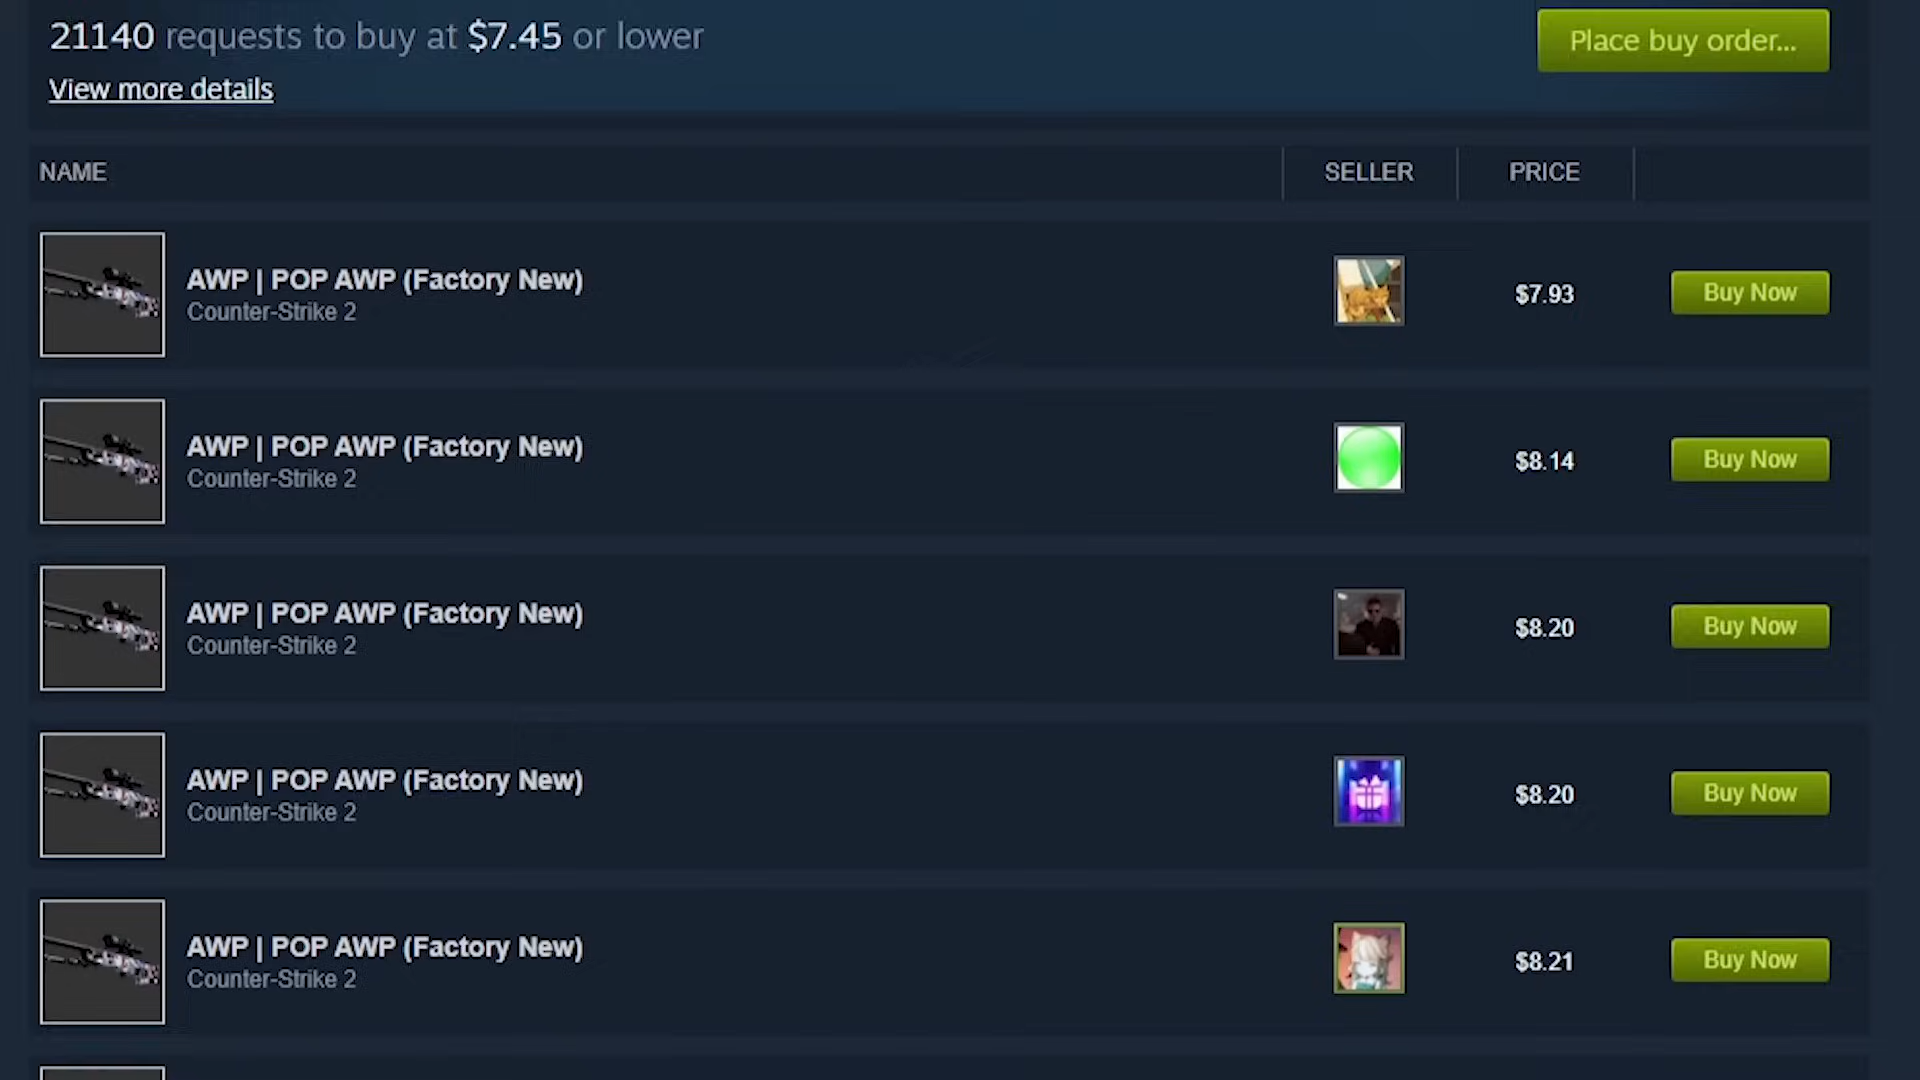 21140 requests to buy at $7.45 or lower
Place buy order...
View more details
NAME SELLER PRICE
AWP | POP AWP (Factory New)
Counter-Strike 2
$7.93
Buy Now
AWP | POP AWP (Factory New)
Counter-Strike 2
$8.14
Buy Now
AWP | POP AWP (Factory New)
Counter-Strike 2
$8.20
Buy Now
AWP | POP AWP (Factory New)
Counter-Strike 2
$8.20
Buy Now
AWP | POP AWP (Factory New)
Counter-Strike 2
$8.21
Buy Now